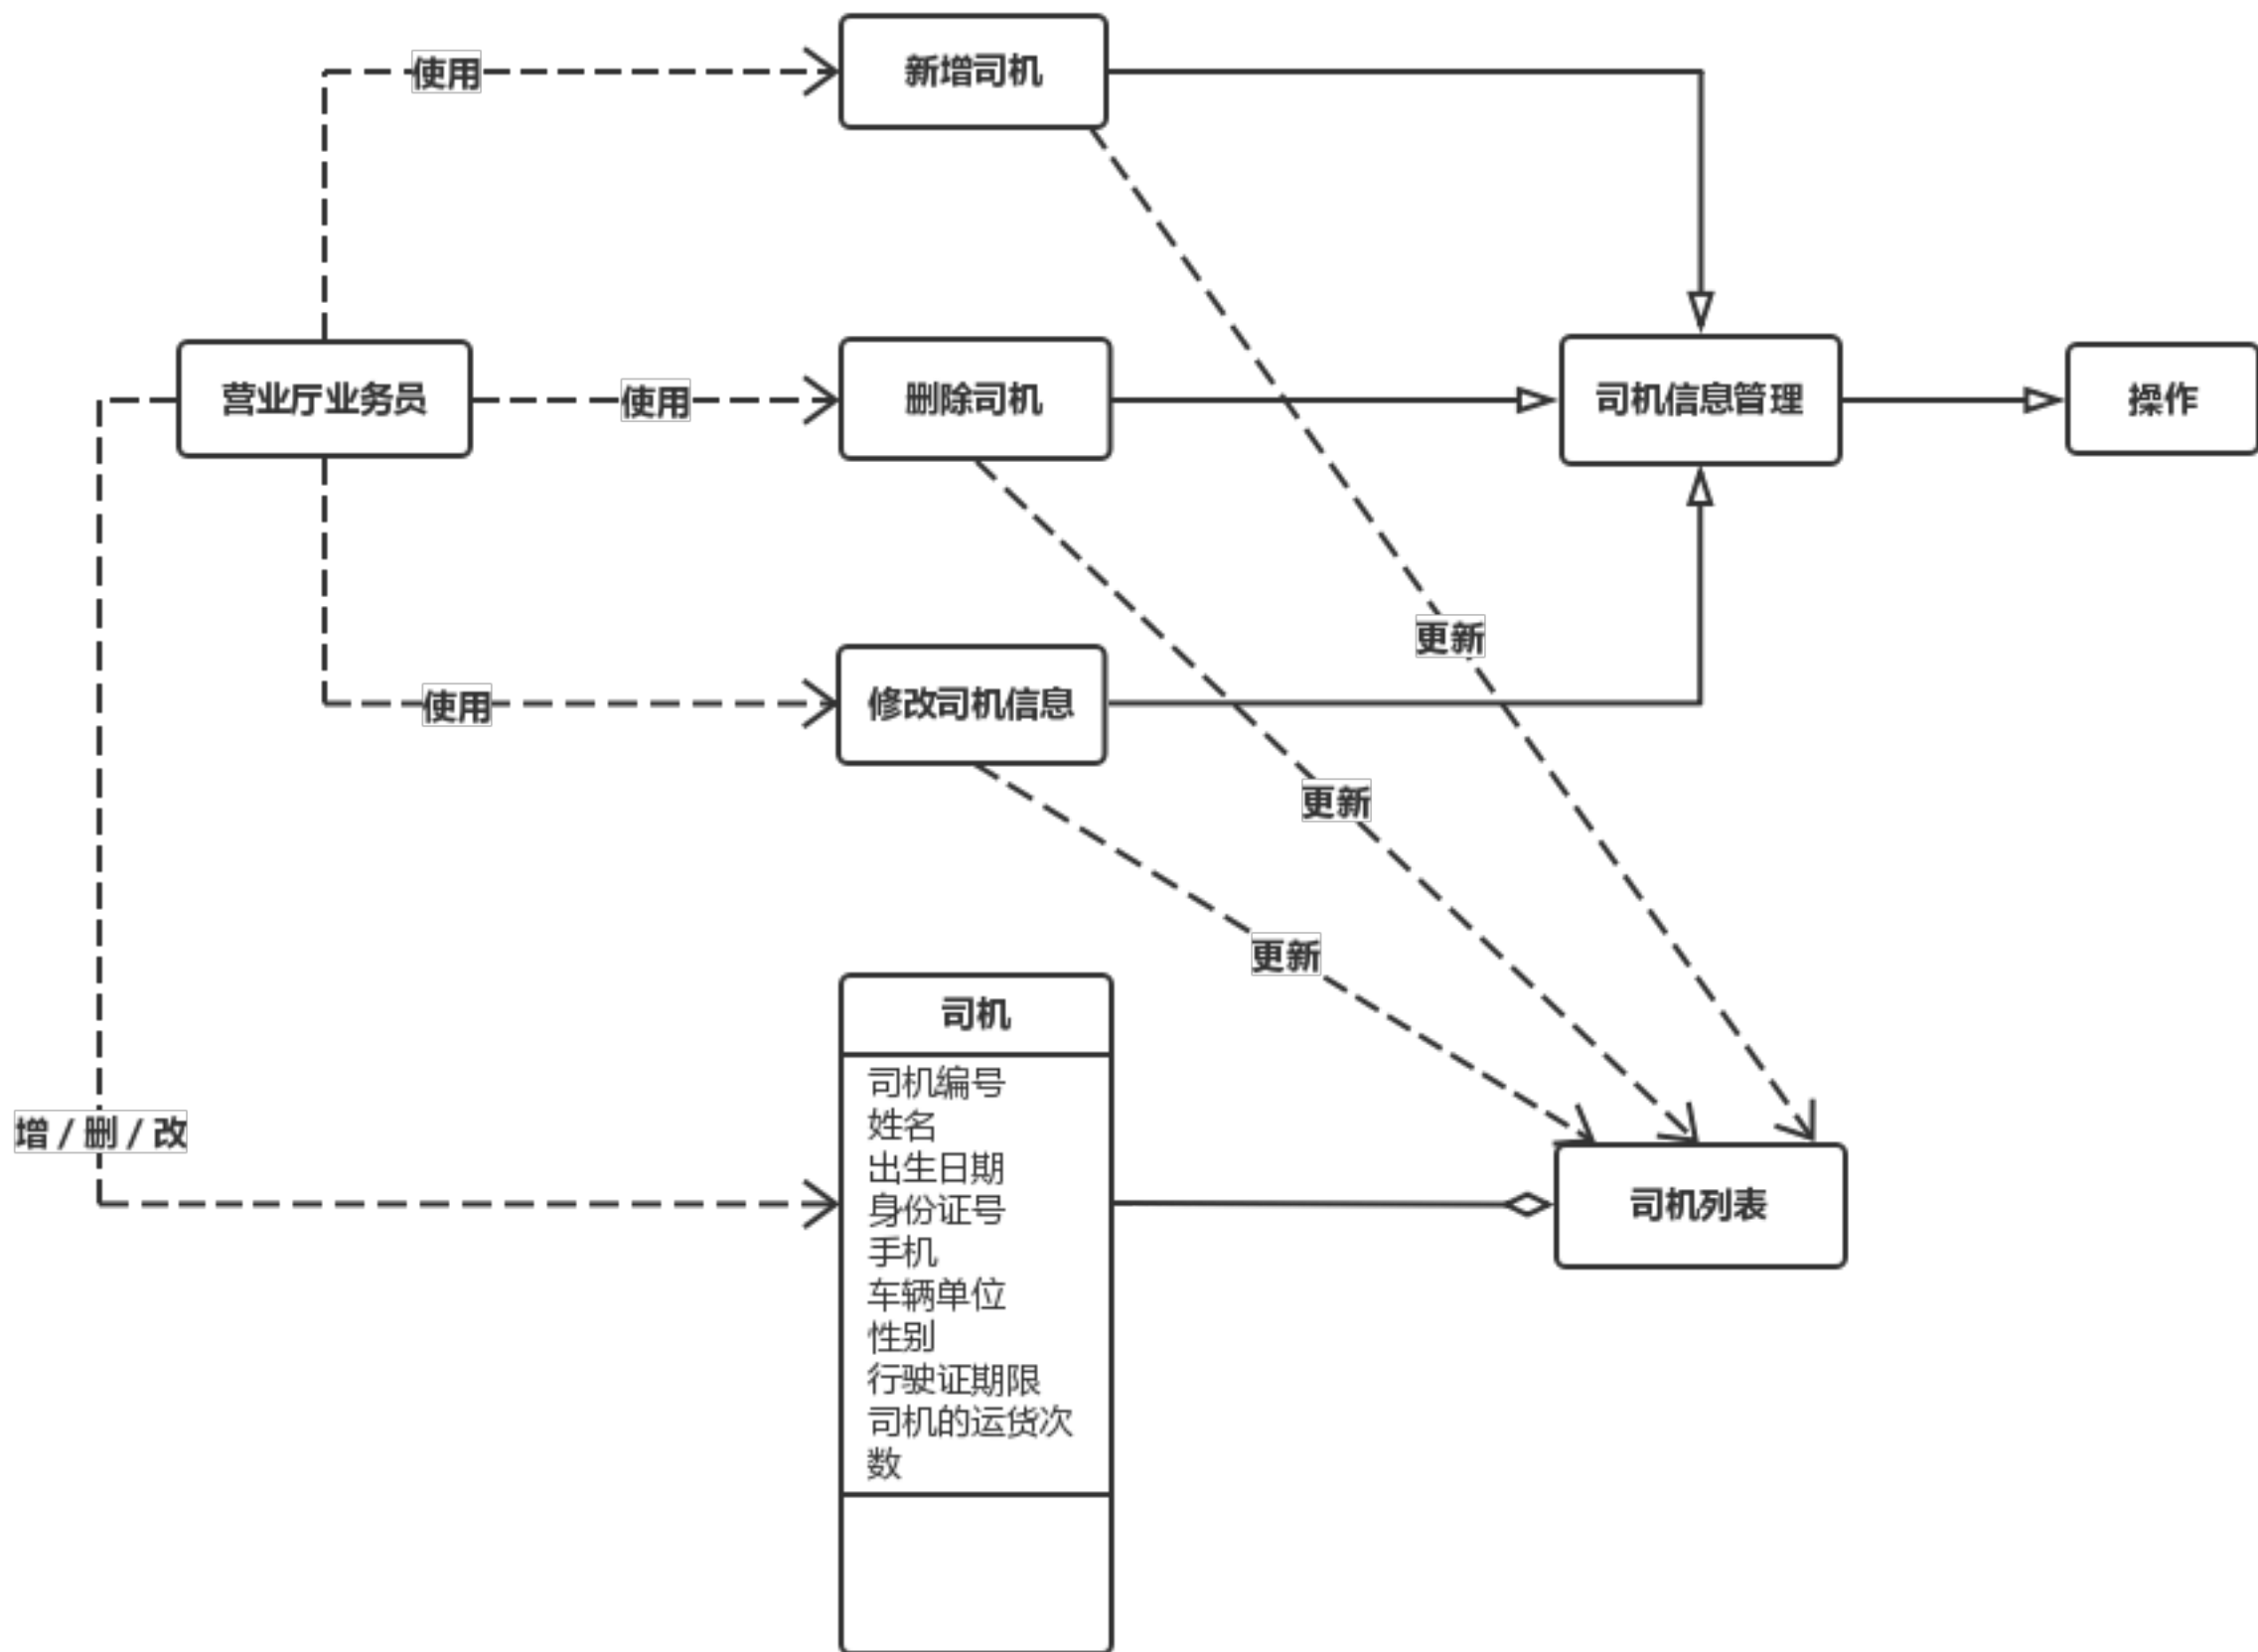 使用
新增司机
营业厅业务员
使用
删除司机
司机信息管理
操作
更新
使用
修改司机信息
更新
更新
司机
司机编号
姓名
出生日期
身份证号
手机
车辆单位
性别
行驶证期限
司机的运货次
数
增 / 删 / 改
司机列表